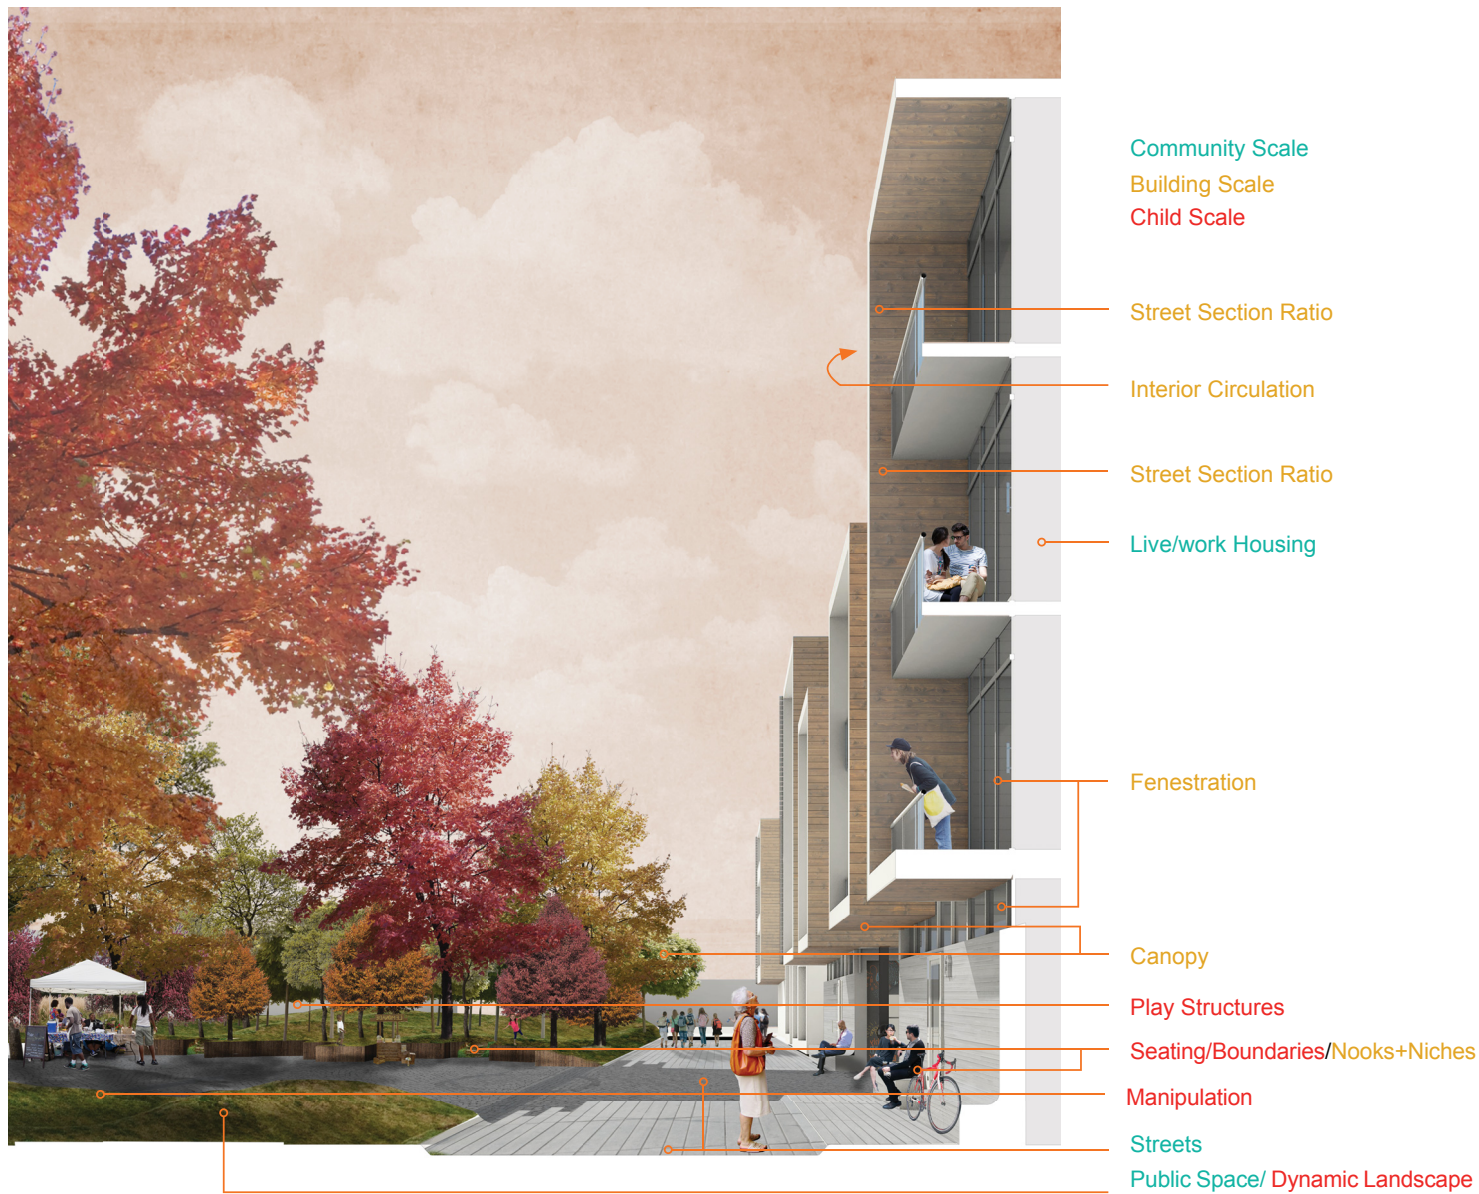 Community Scale
Building Scale
Child Scale
Street Section Ratio
Interior Circulation
Street Section Ratio
Live/work Housing
Fenestration
Canopy
Play Structures
Seating/Boundaries/Nooks+Niches
Manipulation
Streets
Public Space/ Dynamic Landscape